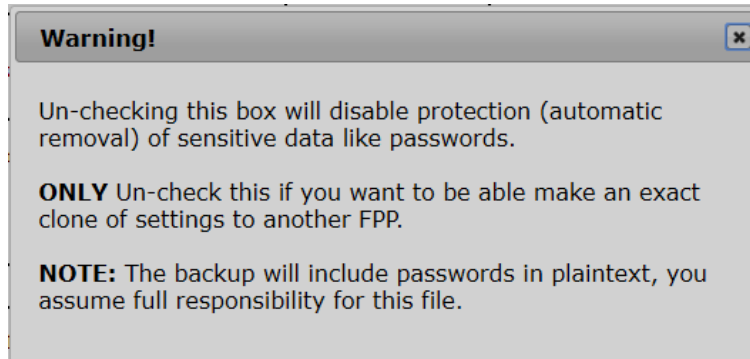 Warning!
Un-checking this box will disable protection (automatic
removal) of sensitive data like passwords.
ONLY Un-check this if you want to be able make an exact
clone of settings to another FPP.
NOTE: The backup will include passwords in plaintext, you
assume full responsibility for this file.